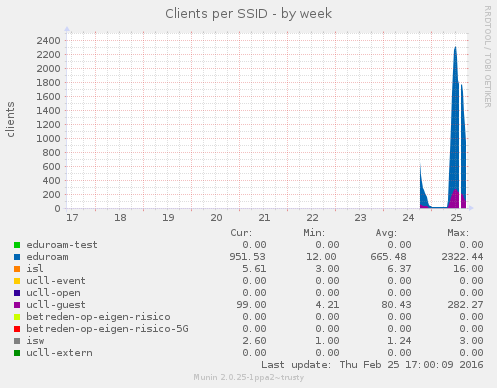 Clients per SSID - by week
RRDTOOL / TOBI OETIKER
clients
2400
2200
2000
1800
1600
1400
1200
1000
800
600
400
200
0
17 18 19 20 21 22 23 24 25
Cur: Min: Avg: Max:
eduroam-test 0.00 0.00 0.00 0.00
eduroam 951.53 12.00 665.48 2322.44
isl 5.61 3.00 6.37 16.00
ucll-event 0.00 0.00 0.00 0.00
ucll-open 0.00 0.00 0.00 0.00
ucll-guest 99.00 4.21 80.43 282.27
betreden-op-eigen-risico 0.00 0.00 0.00 0.00
betreden-op-eigen-risico-5G 0.00 0.00 0.00 0.00
isw 2.60 1.00 1.24 3.00
ucll-extern 0.00 0.00 0.00 0.00
Last update: Thu Feb 25 17:00:09 2016
Munin 2.0.25-1ppa2~trusty